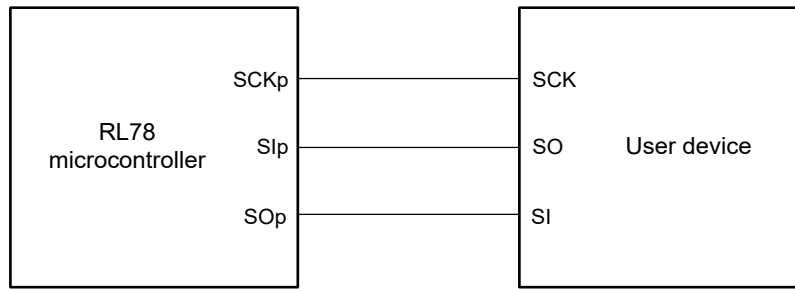 SCKp
SCK
RL78
microcontroller
SIp
SO
User device
SOp
SI